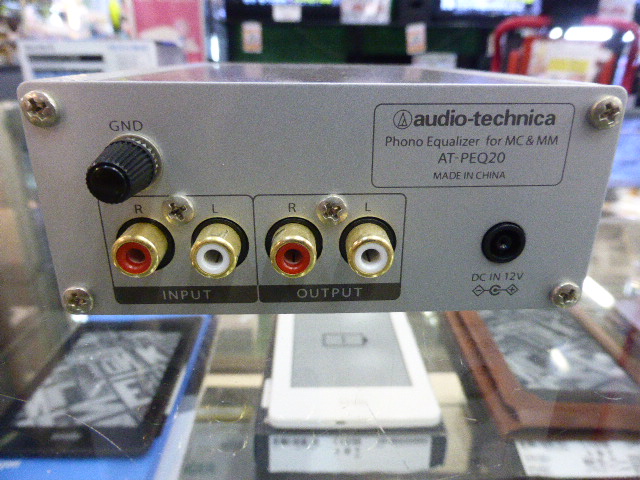 audio-technica
Phono Equalizer for MC & MM
AT-PEQ20
MADE IN CHINA
GND
R L R L
INPUT OUTPUT
DC IN 12V